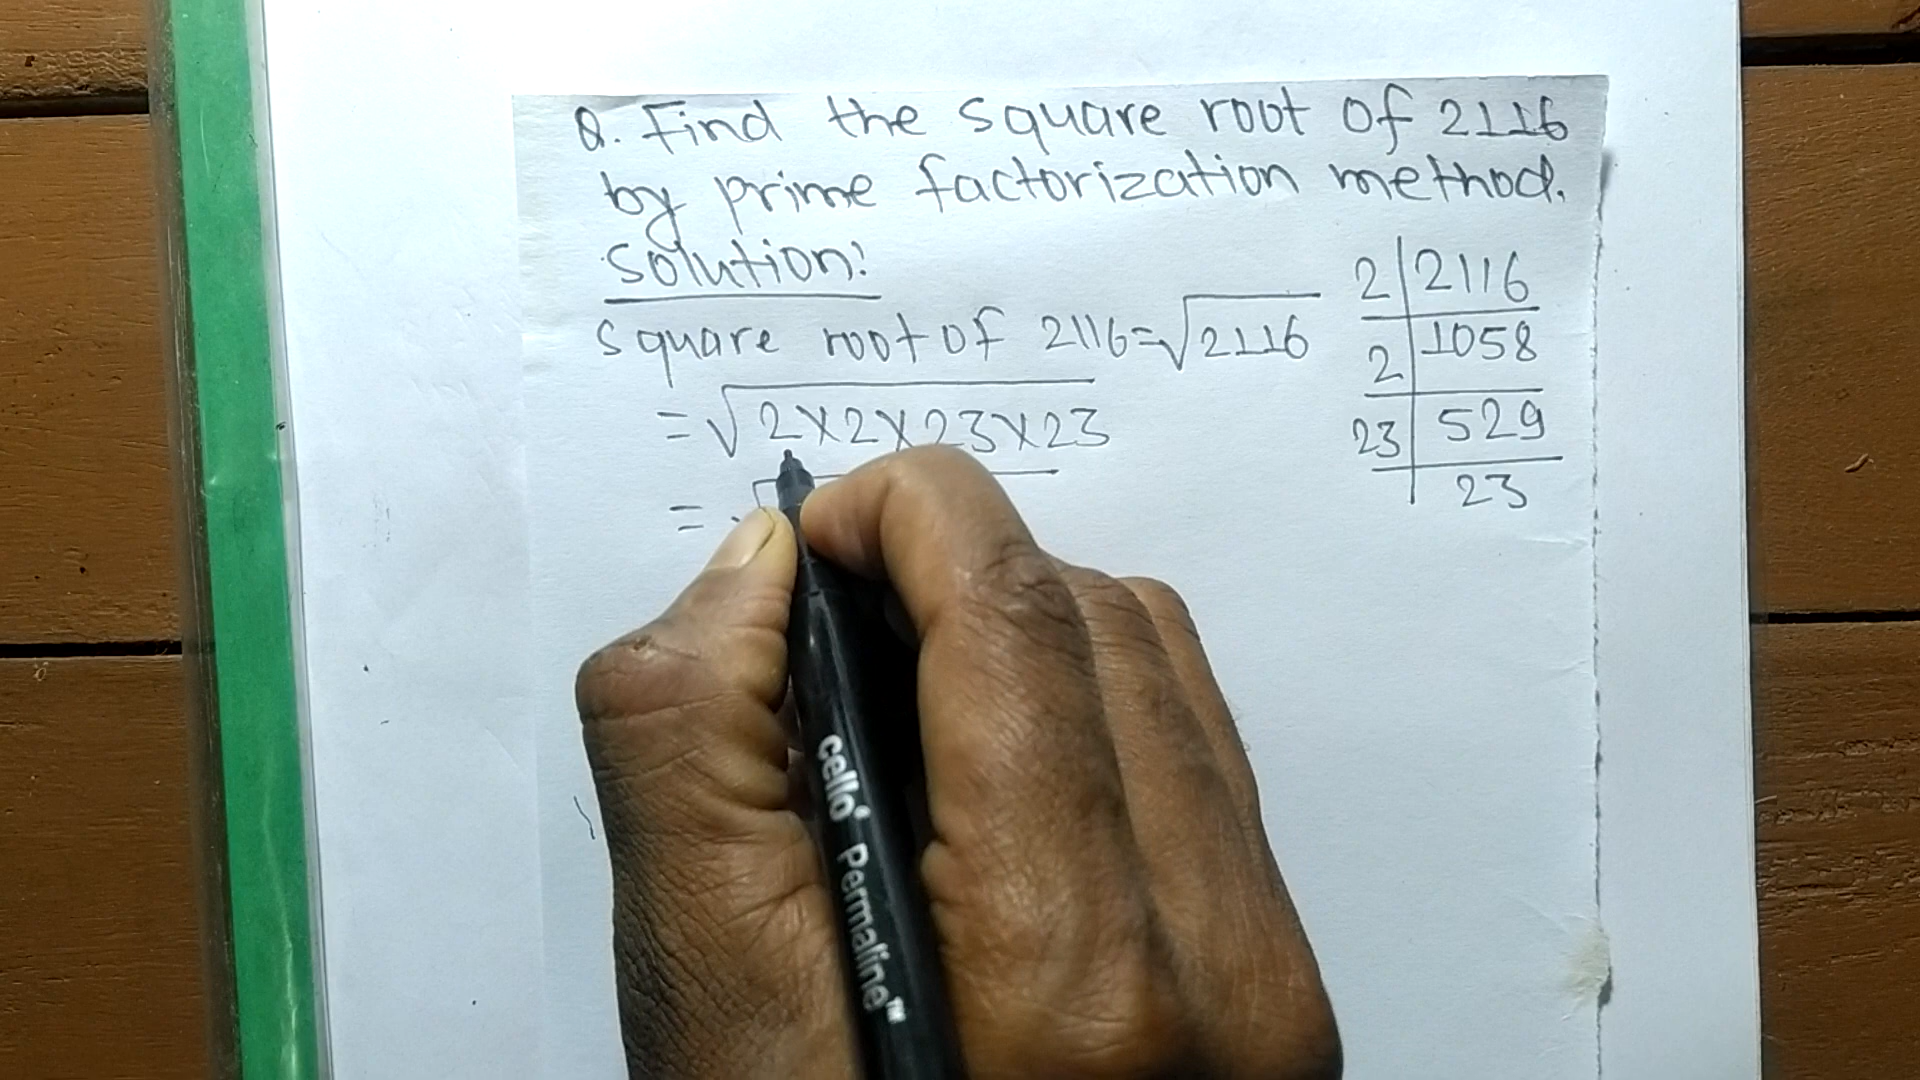 Q. Find the square root of 2116
by prime factorization method.
Solution:
square root of 2116=√2116
=√2×2×23×23
=√
2|2116
2|1058
23|529
23
cello Permaline™